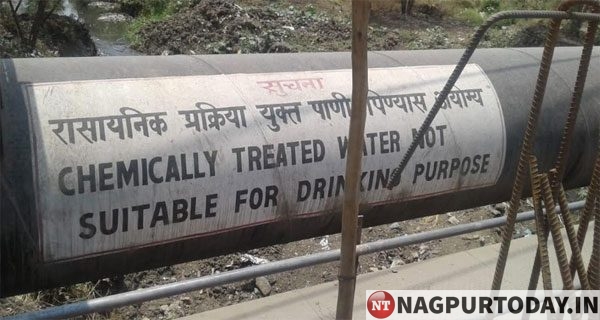 सूचना
रासायनिक प्रक्रिया युक्त पाणी पिण्यास अयोग्य
CHEMICALLY TREATED WATER NOT
SUITABLE FOR DRINKING PURPOSE
NT NAGPURTODAY.IN